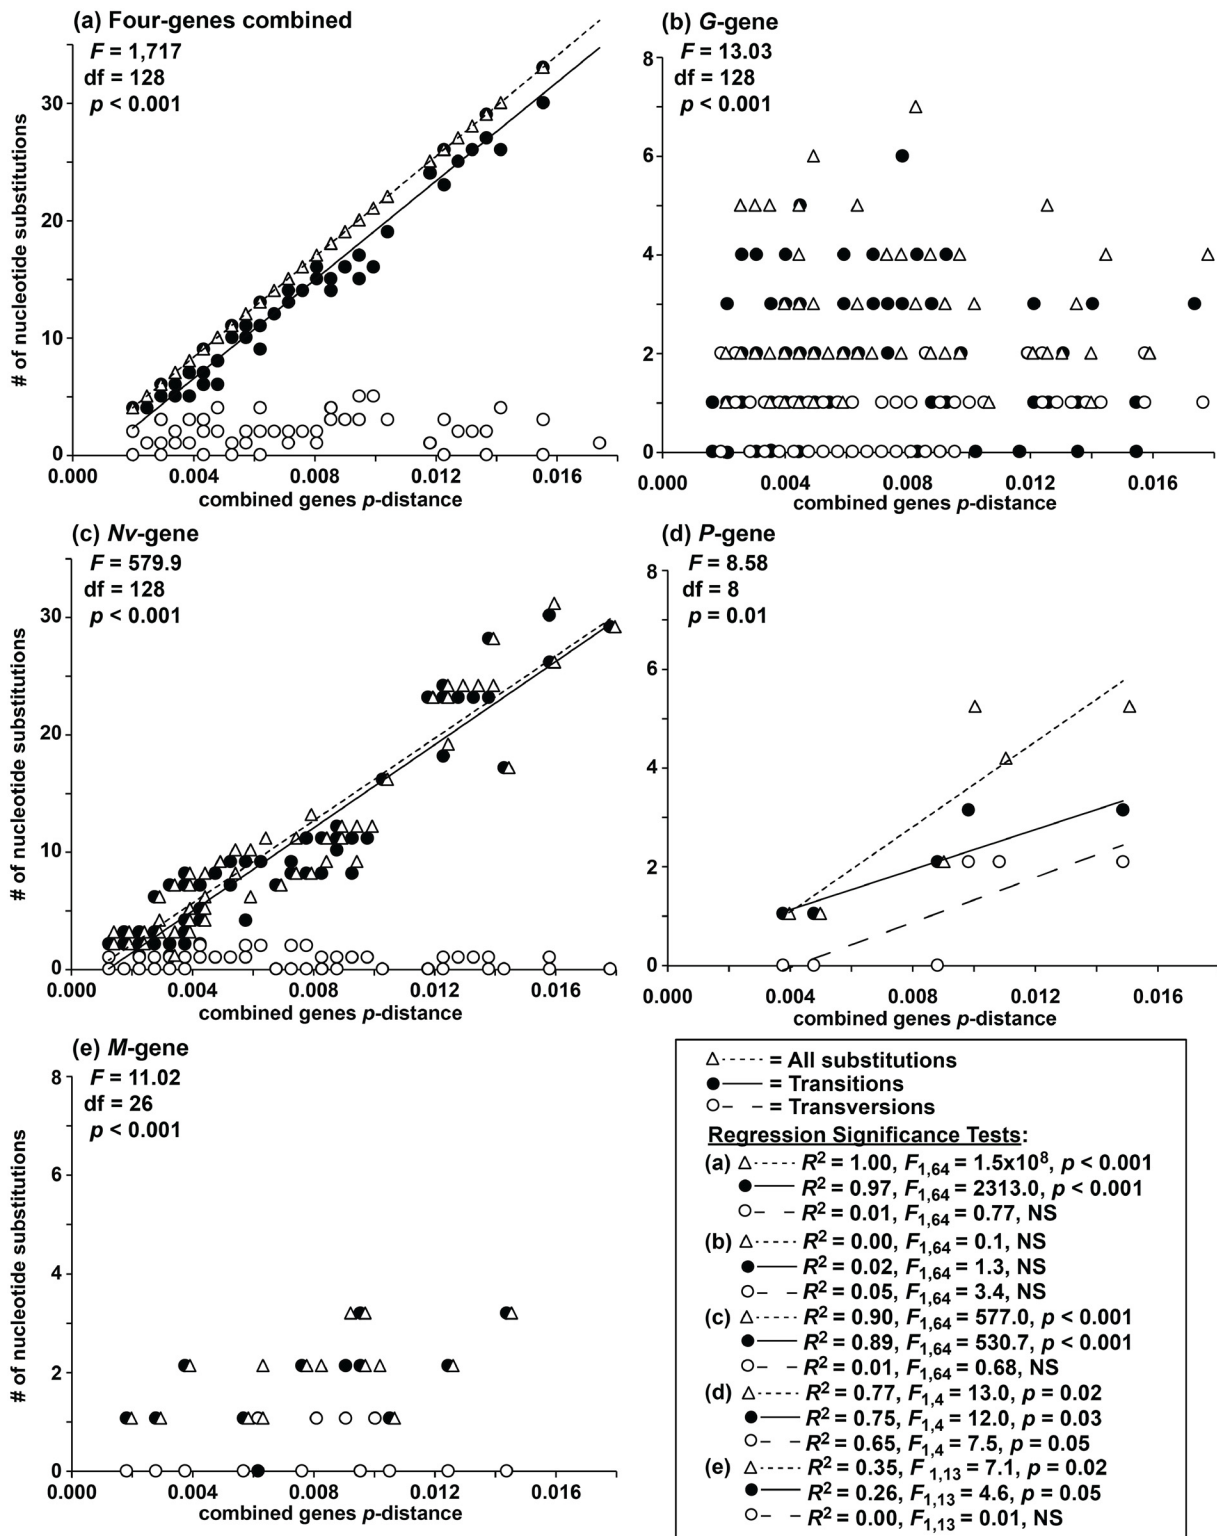 (a) Four-genes combined
F = 1,717
df = 128
p < 0.001
# of nucleotide substitutions
30
20
10
0
0.000 0.004 0.008 0.012 0.016
combined genes p-distance
(b) G-gene
F = 13.03
df = 128
p < 0.001
8
6
4
2
0
0.000 0.004 0.008 0.012 0.016
combined genes p-distance
(c) Nv-gene
F = 579.9
df = 128
p < 0.001
# of nucleotide substitutions
30
20
10
0
0.000 0.004 0.008 0.012 0.016
combined genes p-distance
(d) P-gene
F = 8.58
df = 8
p = 0.01
8
6
4
2
0
0.000 0.004 0.008 0.012 0.016
combined genes p-distance
(e) M-gene
F = 11.02
df = 26
p < 0.001
# of nucleotide substitutions
8
6
4
2
0
0.000 0.004 0.008 0.012 0.016
combined genes p-distance
= All substitutions
= Transitions
= Transversions
Regression Significance Tests:
(a) R² = 1.00, F1,64 = 1.5x10⁸, p < 0.001
R² = 0.97, F1,64 = 2313.0, p < 0.001
R² = 0.01, F1,64 = 0.77, NS
(b) R² = 0.00, F1,64 = 0.1, NS
R² = 0.02, F1,64 = 1.3, NS
R² = 0.05, F1,64 = 3.4, NS
(c) R² = 0.90, F1,64 = 577.0, p < 0.001
R² = 0.89, F1,64 = 530.7, p < 0.001
R² = 0.01, F1,64 = 0.68, NS
(d) R² = 0.77, F1,4 = 13.0, p = 0.02
R² = 0.75, F1,4 = 12.0, p = 0.03
R² = 0.65, F1,4 = 7.5, p = 0.05
(e) R² = 0.35, F1,13 = 7.1, p = 0.02
R² = 0.26, F1,13 = 4.6, p = 0.05
R² = 0.00, F1,13 = 0.01, NS